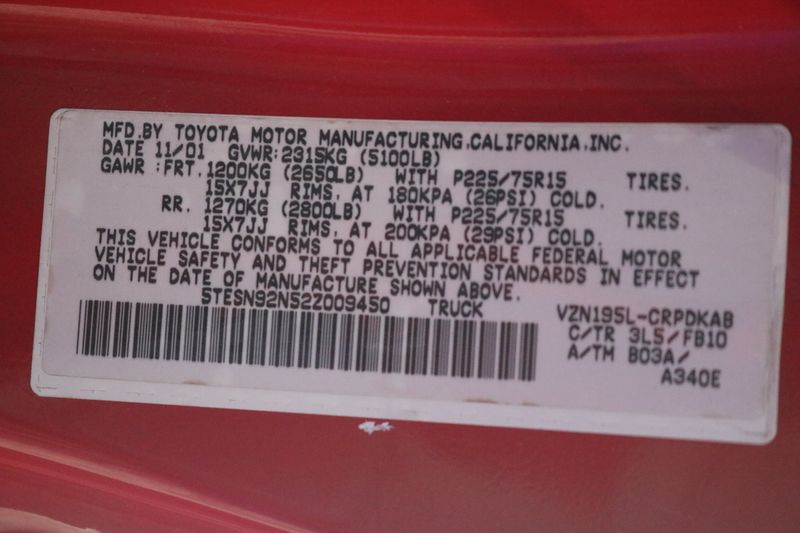 MFD.BY TOYOTA MOTOR MANUFACTURING.CALIFORNIA.INC.
DATE 11/01 GVWR:2315KG (5100LB)
GAWR :FRT.1200KG (2650LB) WITH P225/75R15 TIRES.
15X7JJ RIMS, AT 180KPA (26PSI) COLD.
RR. 1270KG (2800LB) WITH P225/75R15 TIRES.
15X7JJ RIMS, AT 200KPA (29PSI) COLD.
THIS VEHICLE CONFORMS TO ALL APPLICABLE FEDERAL MOTOR
VEHICLE SAFETY AND THEFT PREVENTION STANDARDS IN EFFECT
ON THE DATE OF MANUFACTURE SHOWN ABOVE.
5TESN92N52Z009450 TRUCK VZN195L-CRPDKAB
C/TR 3L5/FB10
A/TM B03A/
A340E